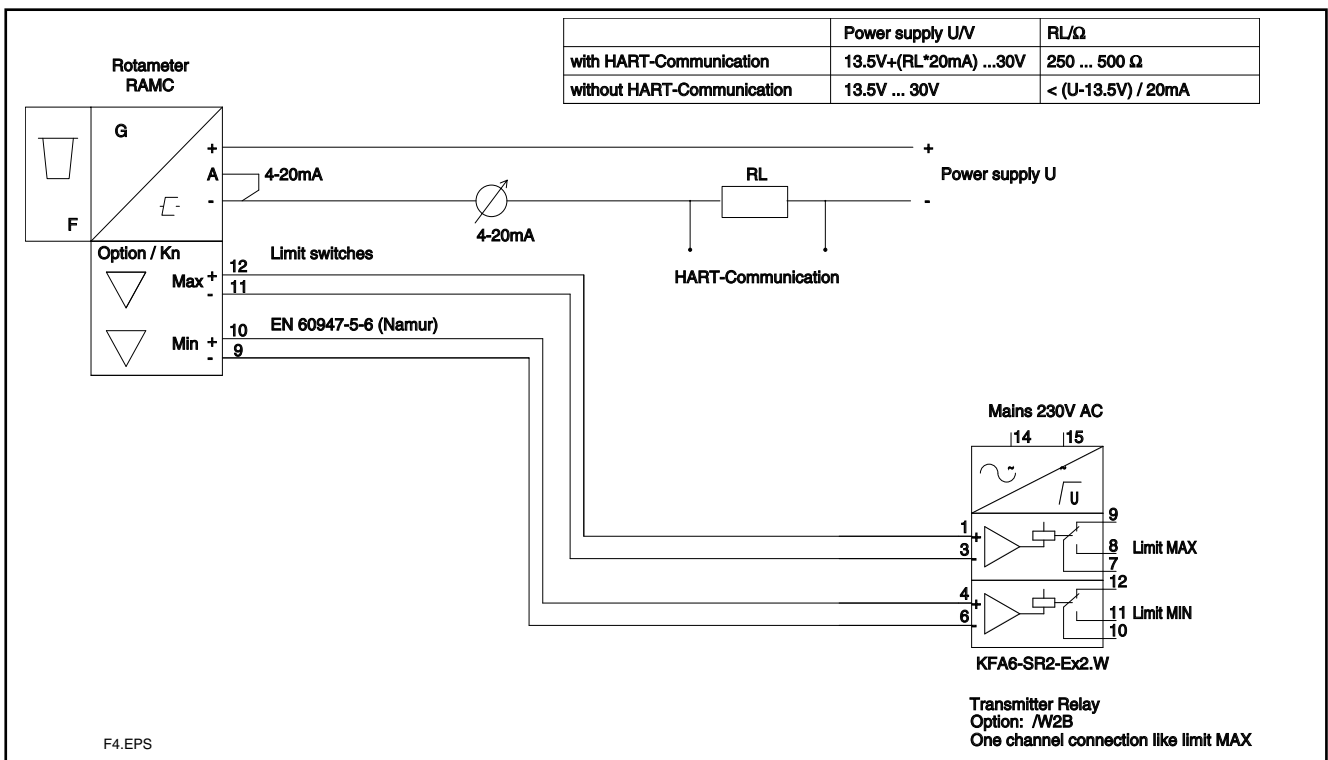 Power supply U/V RL/Ω
with HART-Communication 13.5V+(RL*20mA) ...30V 250 ... 500 Ω
without HART-Communication 13.5V ... 30V < (U-13.5V) / 20mA
Rotameter
RAMC
G
F
+
A
-
4-20mA
4-20mA
RL
HART-Communication
+
Power supply U
-
Option / Kn
Limit switches
Max + 12
- 11
EN 60947-5-6 (Namur)
Min + 10
- 9
Mains 230V AC
14 15
~ ~
U
1 +
3 -
9
8 Limit MAX
7
4 +
6 -
12
11 Limit MIN
10
KFA6-SR2-Ex2.W
Transmitter Relay
Option: /W2B
One channel connection like limit MAX
F4.EPS